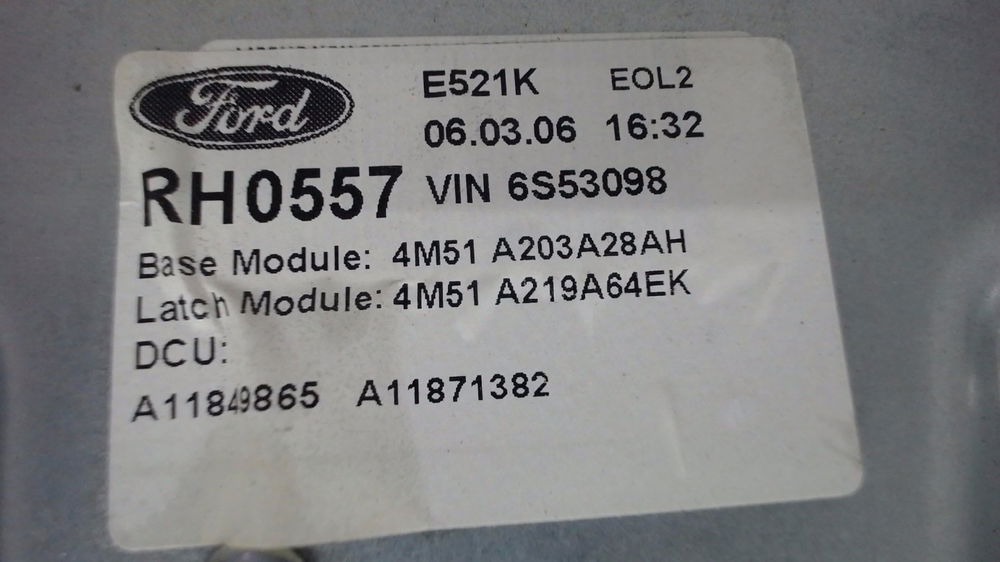 Ford
E521K EOL2
06.03.06 16:32
RH0557 VIN 6S53098
Base Module: 4M51 A203A28AH
Latch Module: 4M51 A219A64EK
DCU:
A11849865 A11871382